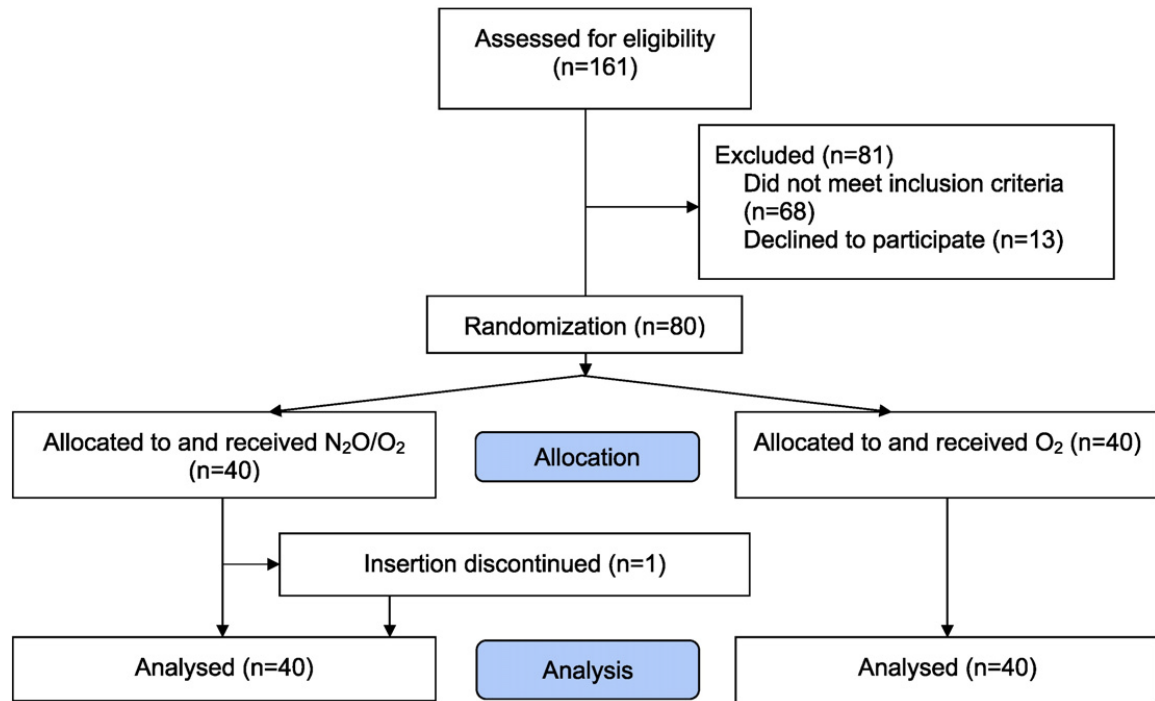 Assessed for eligibility
(n=161)
Excluded (n=81)
Did not meet inclusion criteria
(n=68)
Declined to participate (n=13)
Randomization (n=80)
Allocated to and received N₂O/O₂
(n=40)
Allocation
Allocated to and received O₂ (n=40)
Insertion discontinued (n=1)
Analysed (n=40)
Analysis
Analysed (n=40)